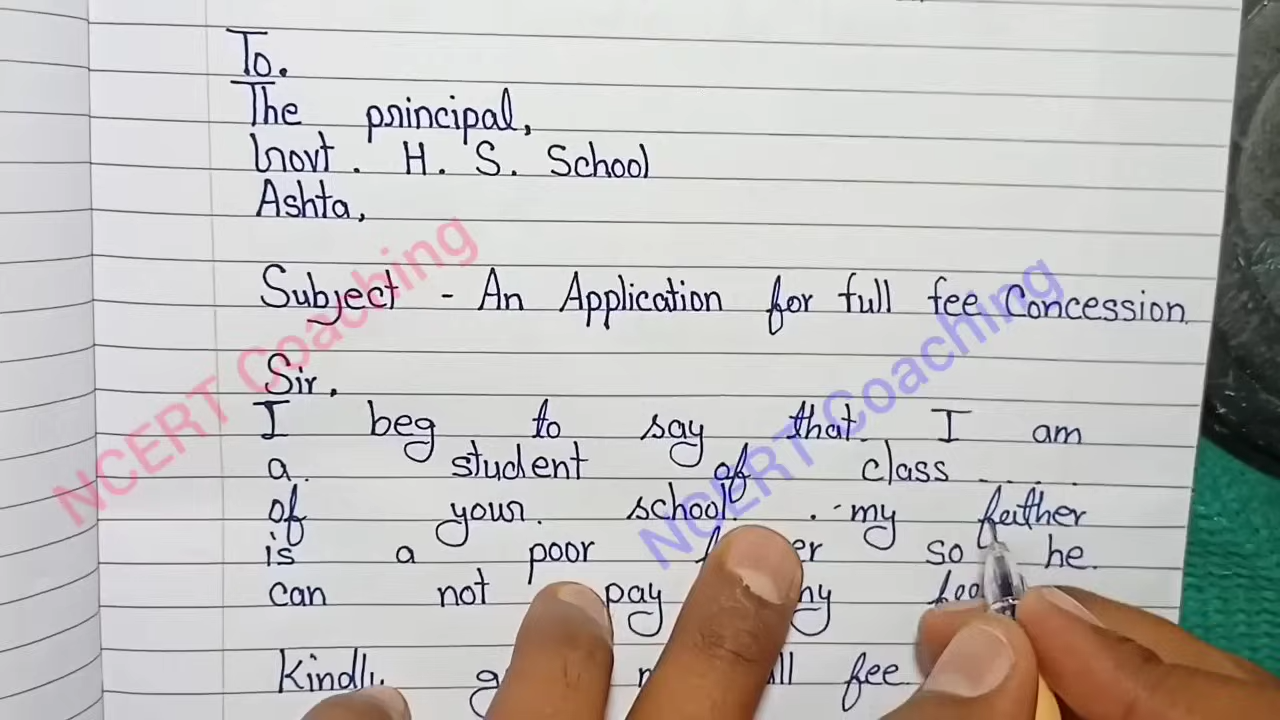 To.
The principal,
Govt. H. S. School
Ashta,
Subject - An Application for full fee Concession
Sir,
I beg to say that I am
a student of class .....
of your school. my father
is a poor so he
can not pay
Kindly full fee
NCERT Coaching
NCERT Coaching